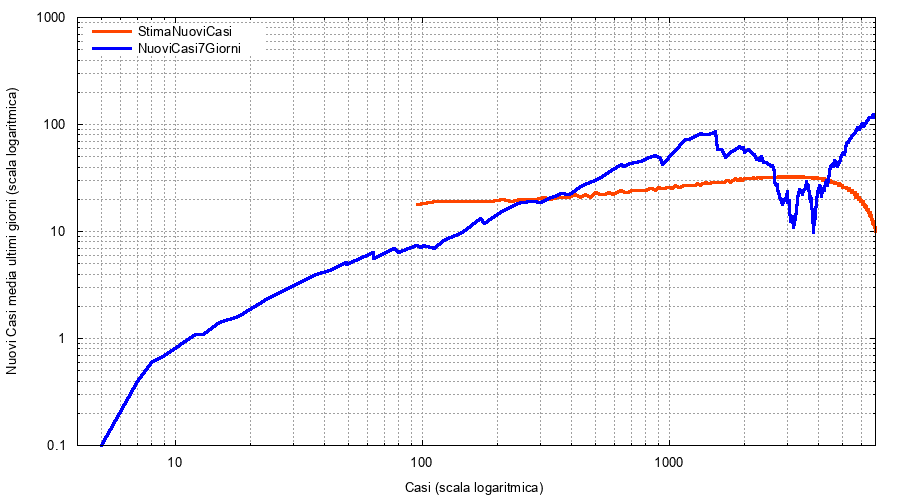 1000
StimaNuoviCasi
NuoviCasi7Giorni
100
10
1
0.1
Nuovi Casi media ultimi giorni (scala logaritmica)
10
100
1000
Casi (scala logaritmica)